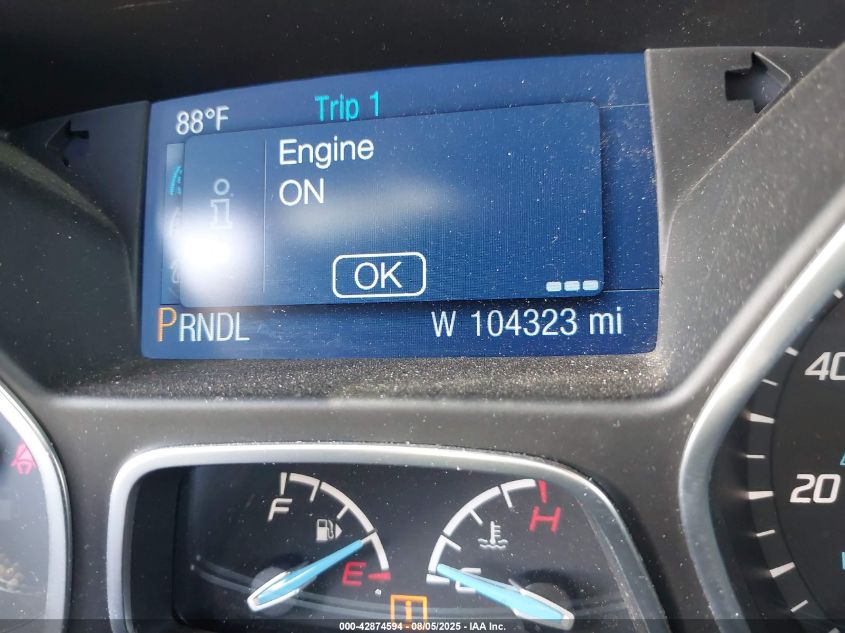 88°F Trip 1
Engine
ON
OK
PRNDL W 104323 mi
F H
E C
40
20
000-42874594 - 08/05/2025 - IAA Inc.